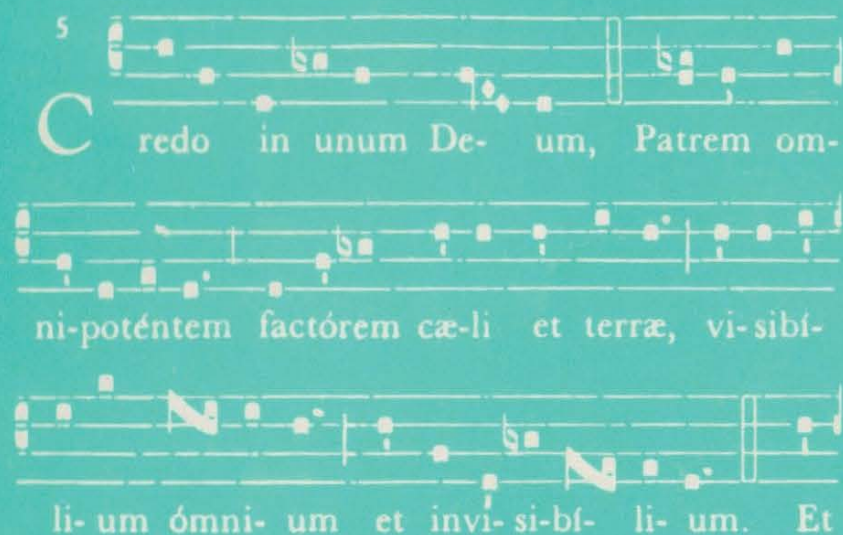 5
Credo in unum De- um, Patrem om-
ni-poténtem factórem cæ-li et terræ, vi-sibí-
li- um ómni- um et invi- si-bí- li- um. Et